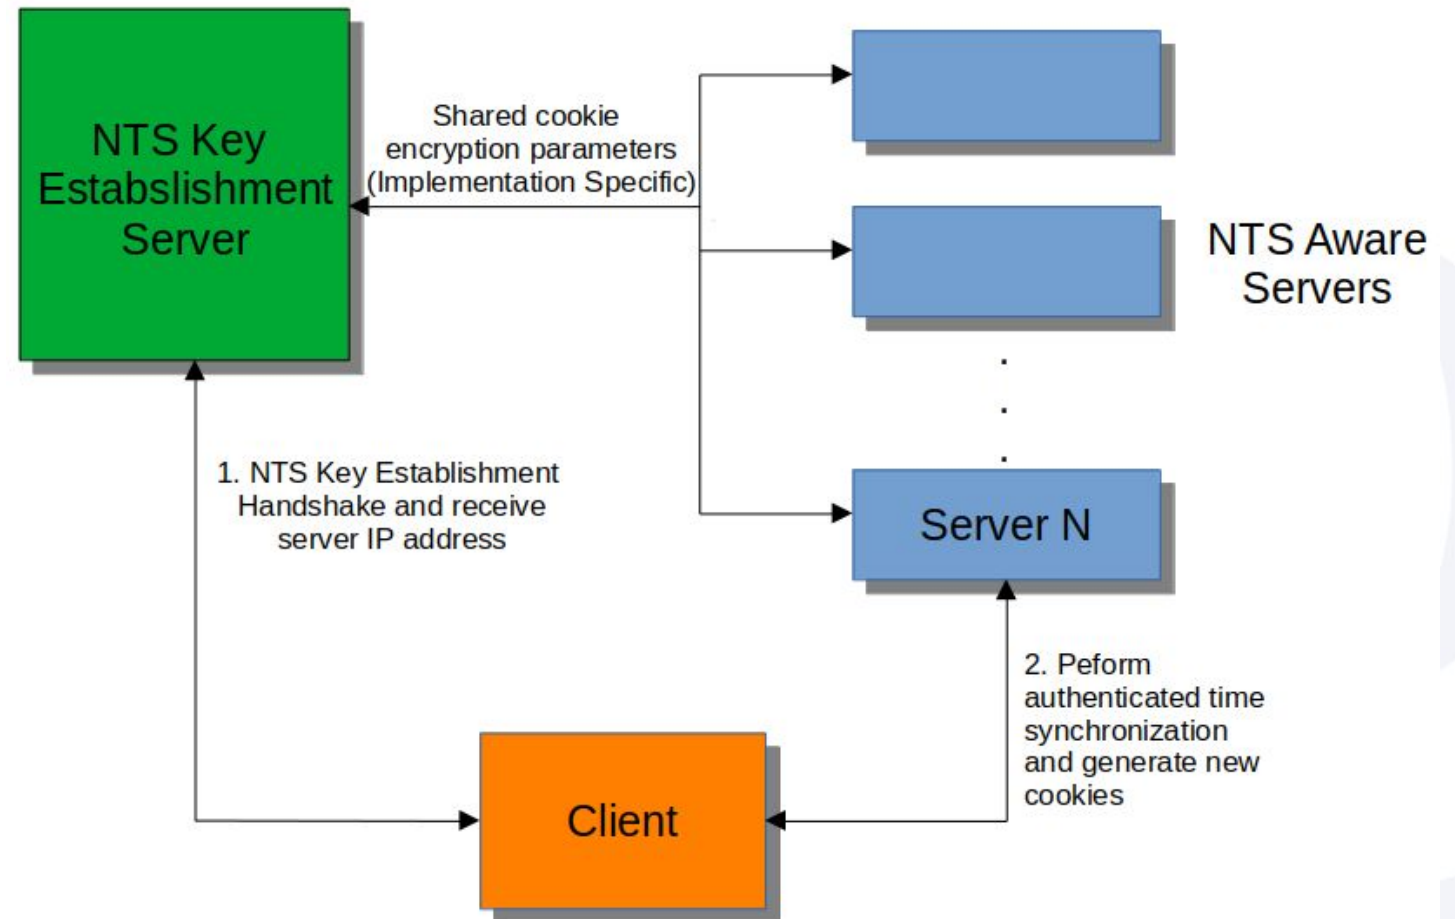 NTS Key
Estabslishment
Server
Shared cookie
encryption parameters
(Implementation Specific)
NTS Aware
Servers
.
.
.
Server N
1. NTS Key Establishment
Handshake and receive
server IP address
2. Peform
authenticated time
synchronization
and generate new
cookies
Client